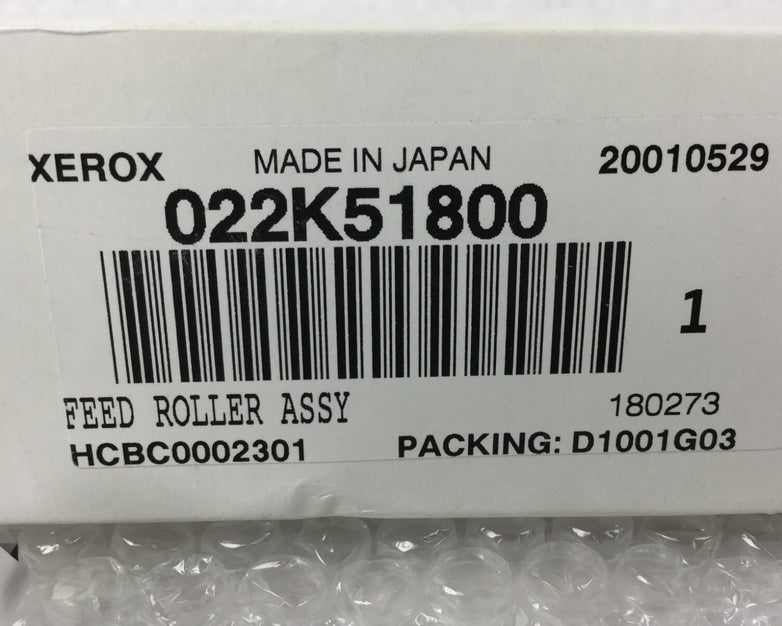 XEROX MADE IN JAPAN 20010529
022K51800
1
FEED ROLLER ASSY 180273
HCBC0002301 PACKING: D1001G03